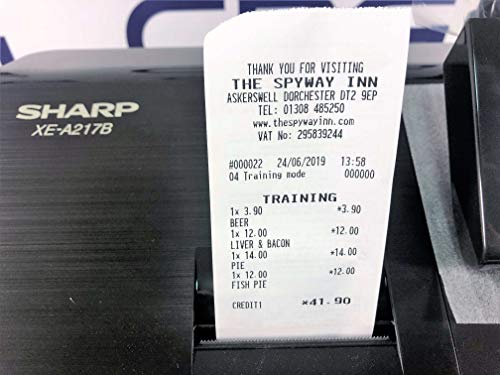 SHARP
XE-A217B
THANK YOU FOR VISITING
THE SPYWAY INN
ASKERSWELL DORCHESTER DT2 9EP
TEL: 01308 485250
www.thespywayinn.com
VAT No: 295839244
#000022 24/06/2019 13:58
04 Training mode 000000
TRAINING
1x 3.90 *3.90
BEER
1x 12.00 *12.00
LIVER & BACON
1x 14.00 *14.00
PIE
1x 12.00 *12.00
FISH PIE
CREDIT1 *41.90